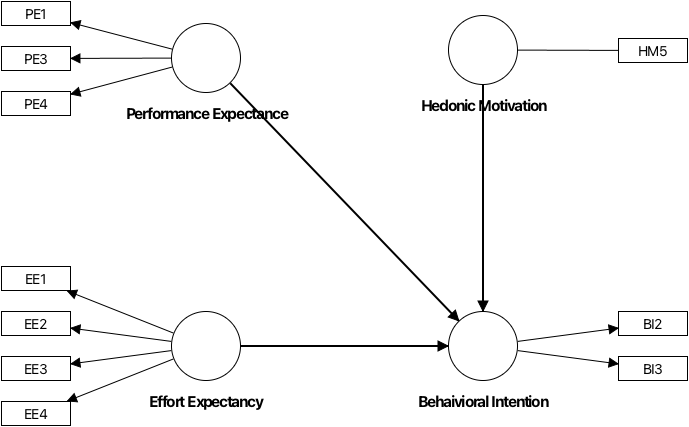 PE1
PE3
PE4
Performance Expectance
HM5
Hedonic Motivation
EE1
EE2
EE3
EE4
Effort Expectancy
BI2
BI3
Behaivioral Intention